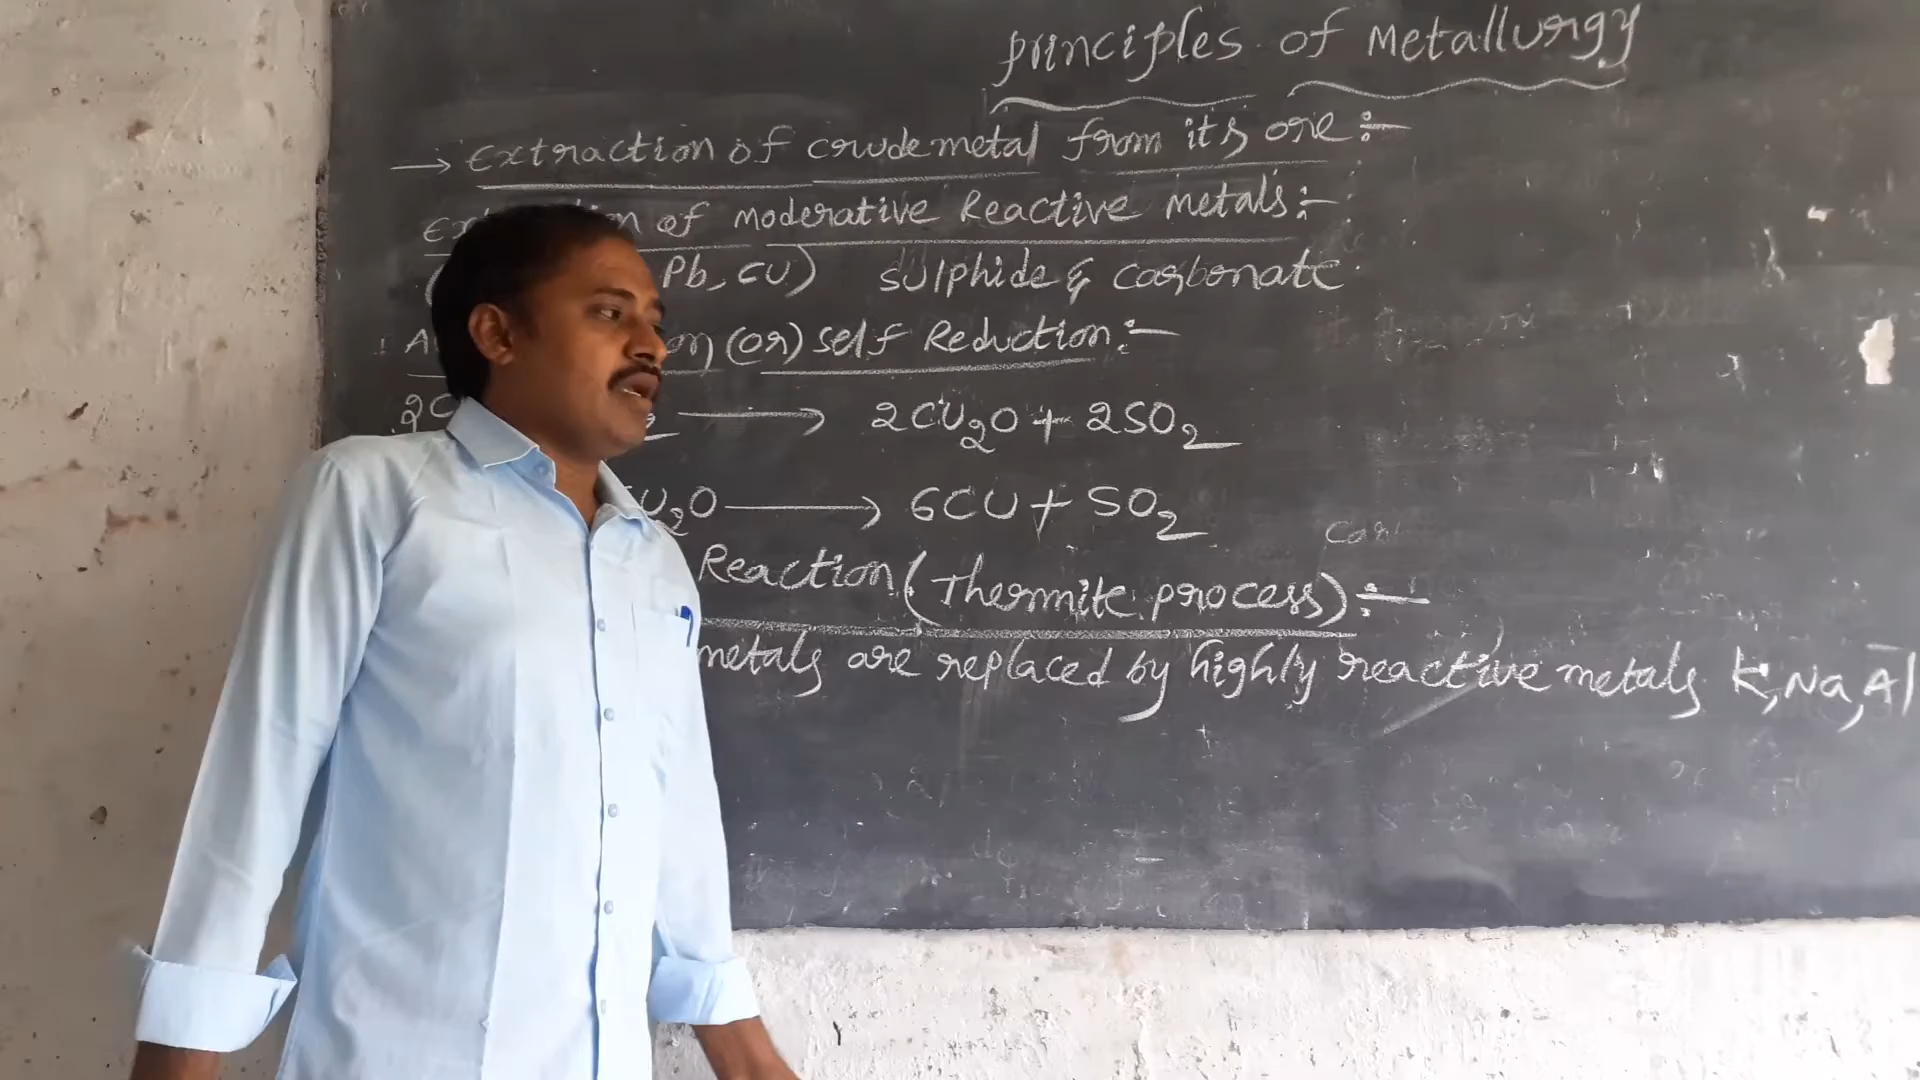 Principles of Metallurgy
→ Extraction of crude metal from its ore :-
of Moderative Reactive metals :-
Pb, Cu) Sulphide & Carbonate
(or) self Reduction :-
→ 2Cu₂O + 2SO₂
u₂O → 6Cu + SO₂
Reaction (Thermite process) :-
metals are replaced by highly reactive metals K, Na, Al